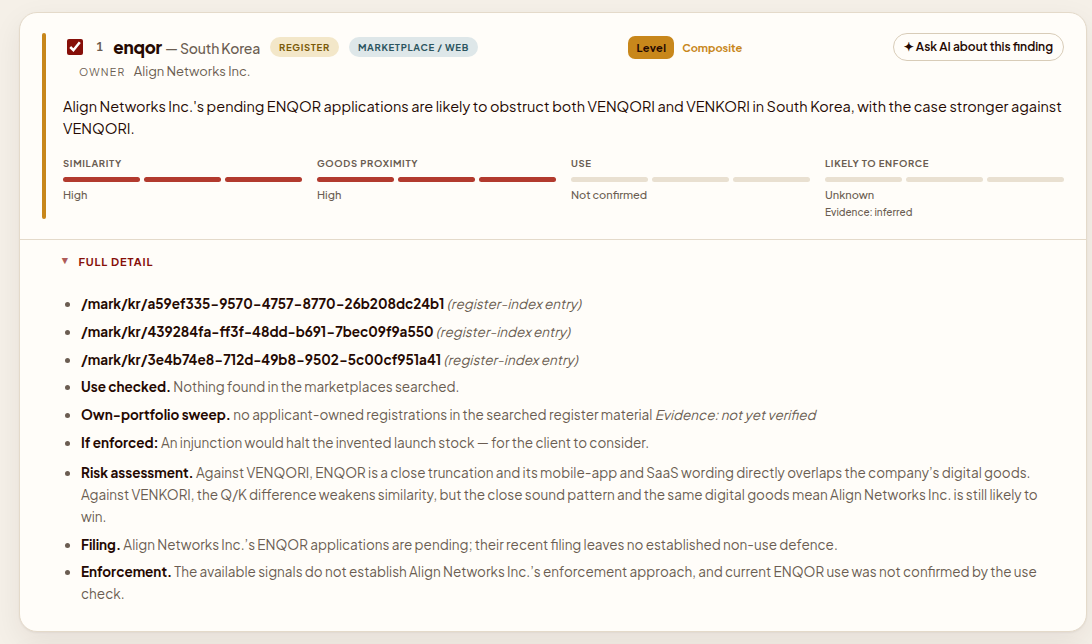 1 enqor — South Korea REGISTER MARKETPLACE / WEB Level Composite ✦ Ask AI about this finding
OWNER Align Networks Inc.
Align Networks Inc.'s pending ENQOR applications are likely to obstruct both VENQORI and VENKORI in South Korea, with the case stronger against
VENQORI.
SIMILARITY GOODS PROXIMITY USE LIKELY TO ENFORCE
High High Not confirmed Unknown
Evidence: inferred
▼ FULL DETAIL
• /mark/kr/a59ef335-9570-4757-8770-26b208dc24b1 (register-index entry)
• /mark/kr/439284fa-ff3f-48dd-b691-7bec09f9a550 (register-index entry)
• /mark/kr/3e4b74e8-712d-49b8-9502-5c00cf951a41 (register-index entry)
• Use checked. Nothing found in the marketplaces searched.
• Own-portfolio sweep. no applicant-owned registrations in the searched register material Evidence: not yet verified
• If enforced: An injunction would halt the invented launch stock — for the client to consider.
• Risk assessment. Against VENQORI, ENQOR is a close truncation and its mobile-app and SaaS wording directly overlaps the company's digital goods.
Against VENKORI, the Q/K difference weakens similarity, but the close sound pattern and the same digital goods mean Align Networks Inc. is still likely to
win.
• Filing. Align Networks Inc.'s ENQOR applications are pending; their recent filing leaves no established non-use defence.
• Enforcement. The available signals do not establish Align Networks Inc.'s enforcement approach, and current ENQOR use was not confirmed by the use
check.